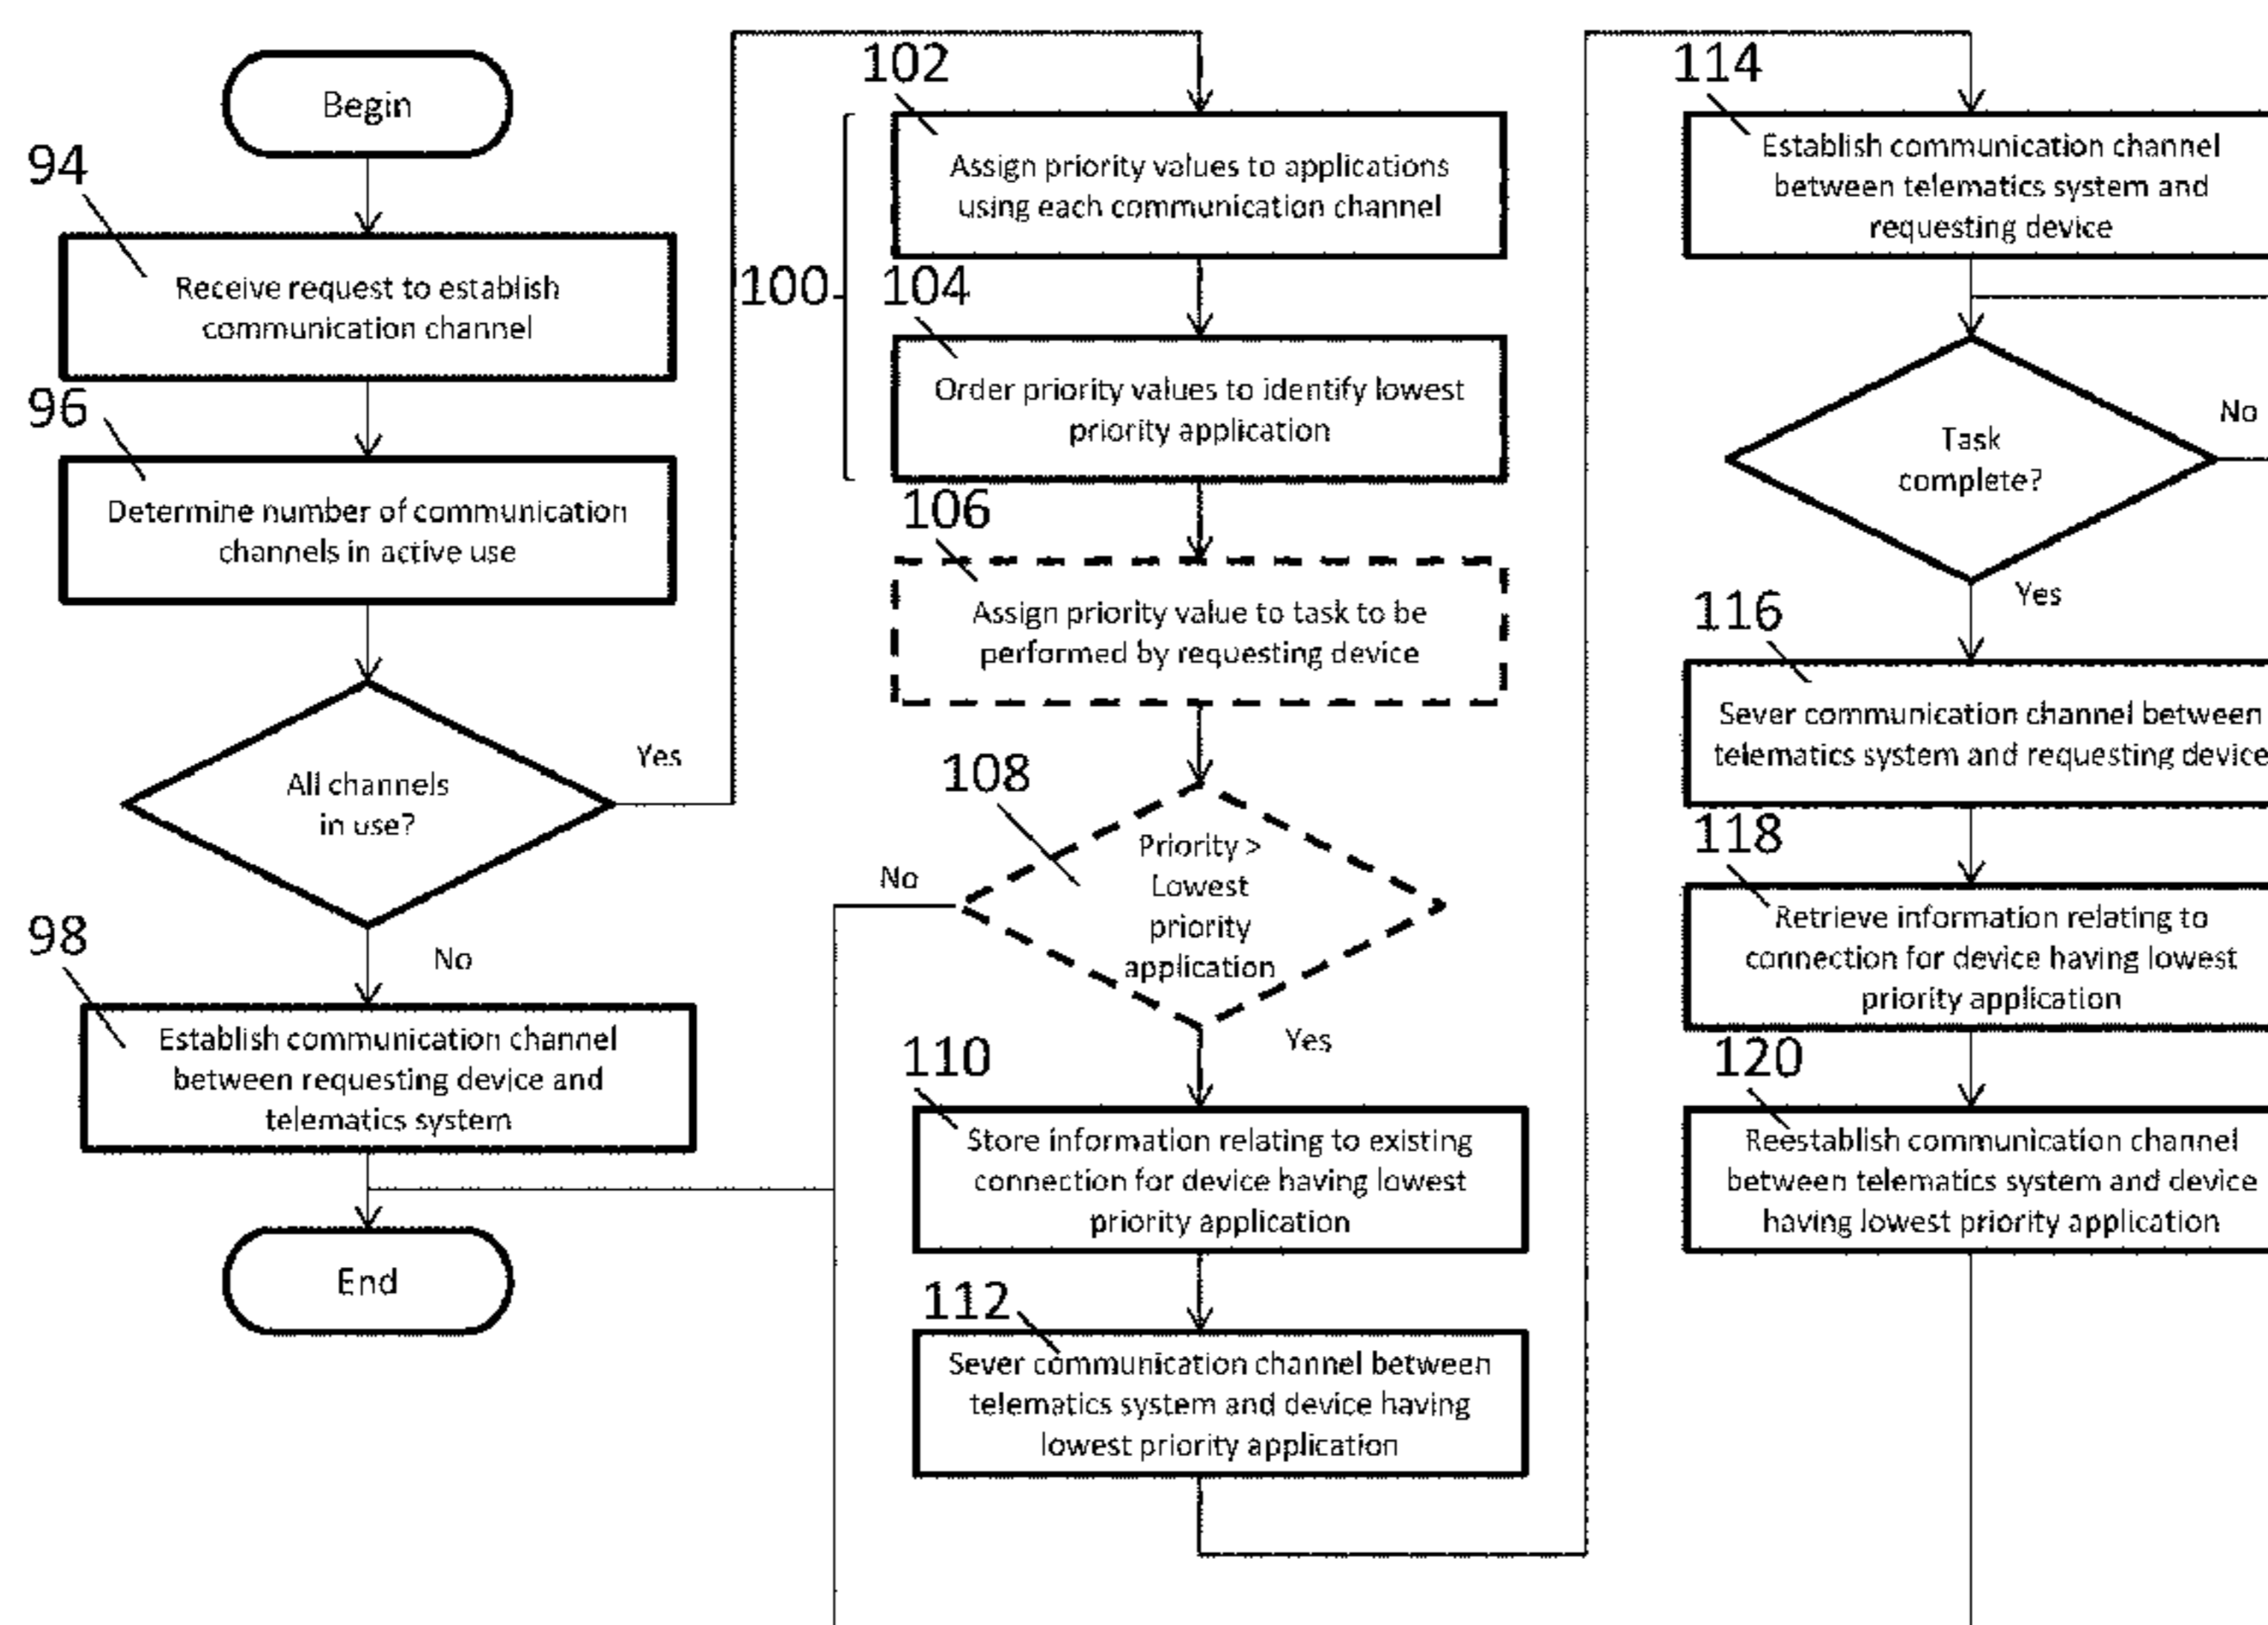 Begin
94
Receive request to establish
communication channel
96
Determine number of communication
channels in active use
All channels
in use?
Yes
No
98
Establish communication channel
between requesting device and
telematics system
End
100
102
Assign priority values to applications
using each communication channel
104
Order priority values to identify lowest
priority application
106
Assign priority value to task to be
performed by requesting device
108
Priority >
Lowest
priority
application
No
Yes
110
Store information relating to existing
connection for device having lowest
priority application
112
Sever communication channel between
telematics system and device having
lowest priority application
114
Establish communication channel
between telematics system and
requesting device
Task
complete?
No
Yes
116
Sever communication channel between
telematics system and requesting device
118
Retrieve information relating to
connection for device having lowest
priority application
120
Reestablish communication channel
between telematics system and device
having lowest priority application